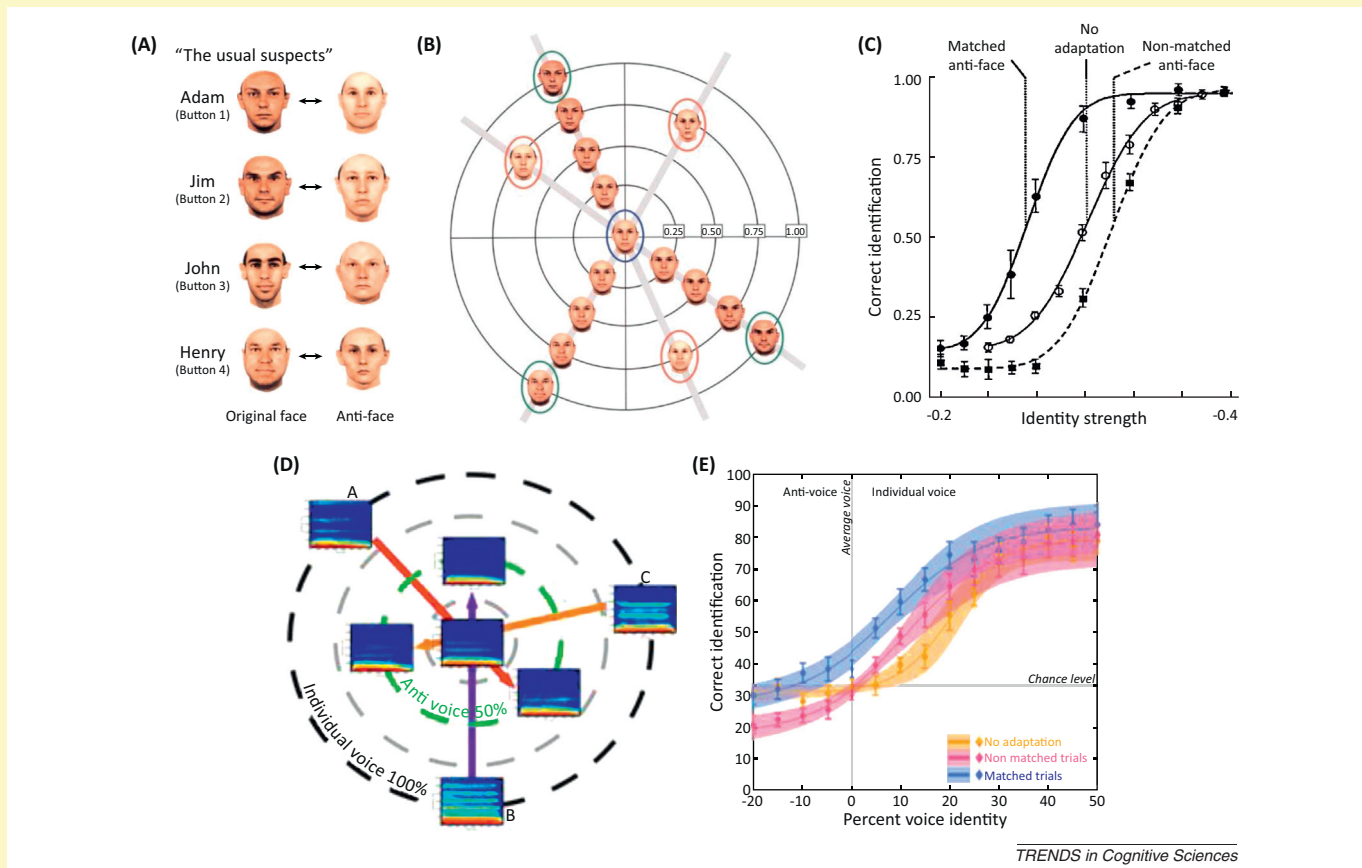 (A)
"The usual suspects"
Adam
(Button 1)
Jim
(Button 2)
John
(Button 3)
Henry
(Button 4)
Original face
Anti-face
(B)
0.25
0.50
0.75
1.00
(C)
Matched
anti-face
No
adaptation
Non-matched
anti-face
1.00
0.75
0.50
0.25
0.00
Correct identification
-0.2
-0.4
Identity strength
(D)
A
C
B
Anti voice 50%
Individual voice 100%
(E)
100
90
80
70
60
50
40
30
20
10
0
Correct identification
Anti-voice
Average voice
Individual voice
Chance level
No adaptation
Non matched trials
Matched trials
-20
-10
0
10
20
30
40
50
Percent voice identity
TRENDS in Cognitive Sciences